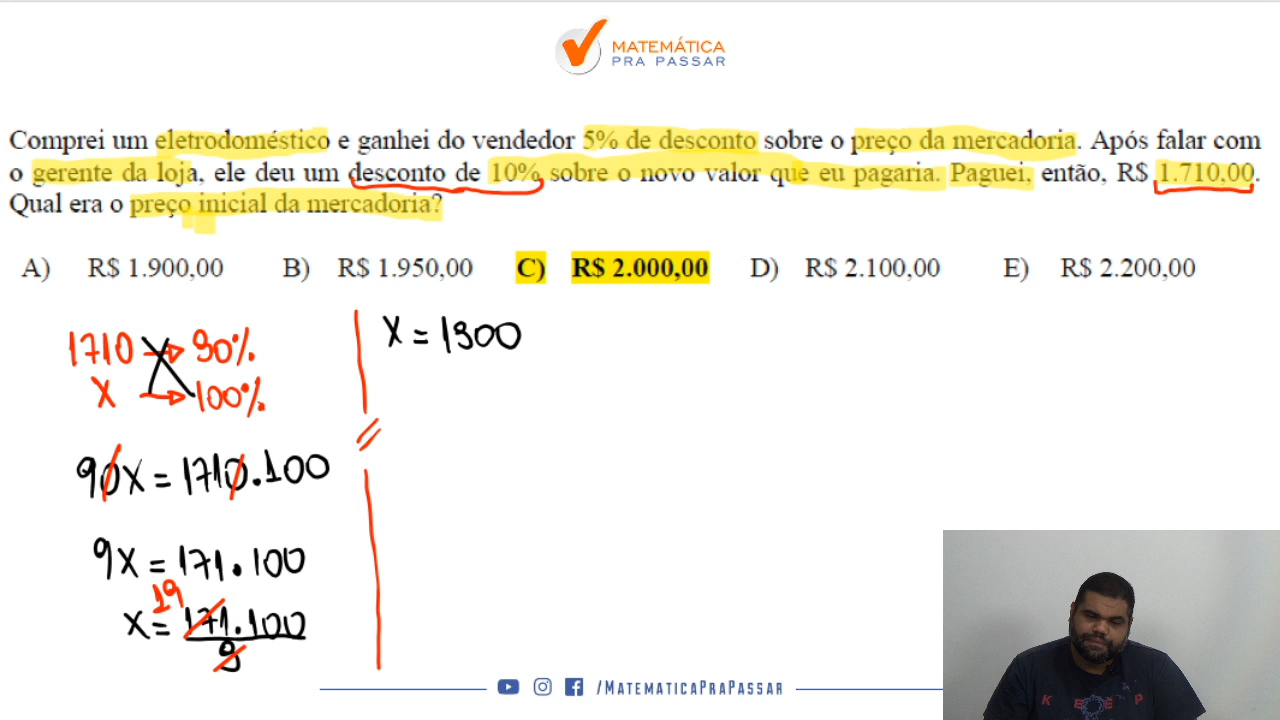 MATEMÁTICA
PRA PASSAR
Comprei um eletrodoméstico e ganhei do vendedor 5% de desconto sobre o preço da mercadoria. Após falar com
o gerente da loja, ele deu um desconto de 10% sobre o novo valor que eu pagaria. Paguei, então, R$ 1.710,00.
Qual era o preço inicial da mercadoria?
A) R$ 1.900,00 B) R$ 1.950,00 C) R$ 2.000,00 D) R$ 2.100,00 E) R$ 2.200,00
1710 → 90%
X → 100%
90X = 1710.100
9X = 171.100
19
X = 171.100
9
X = 1900
/MatematicaPraPassar